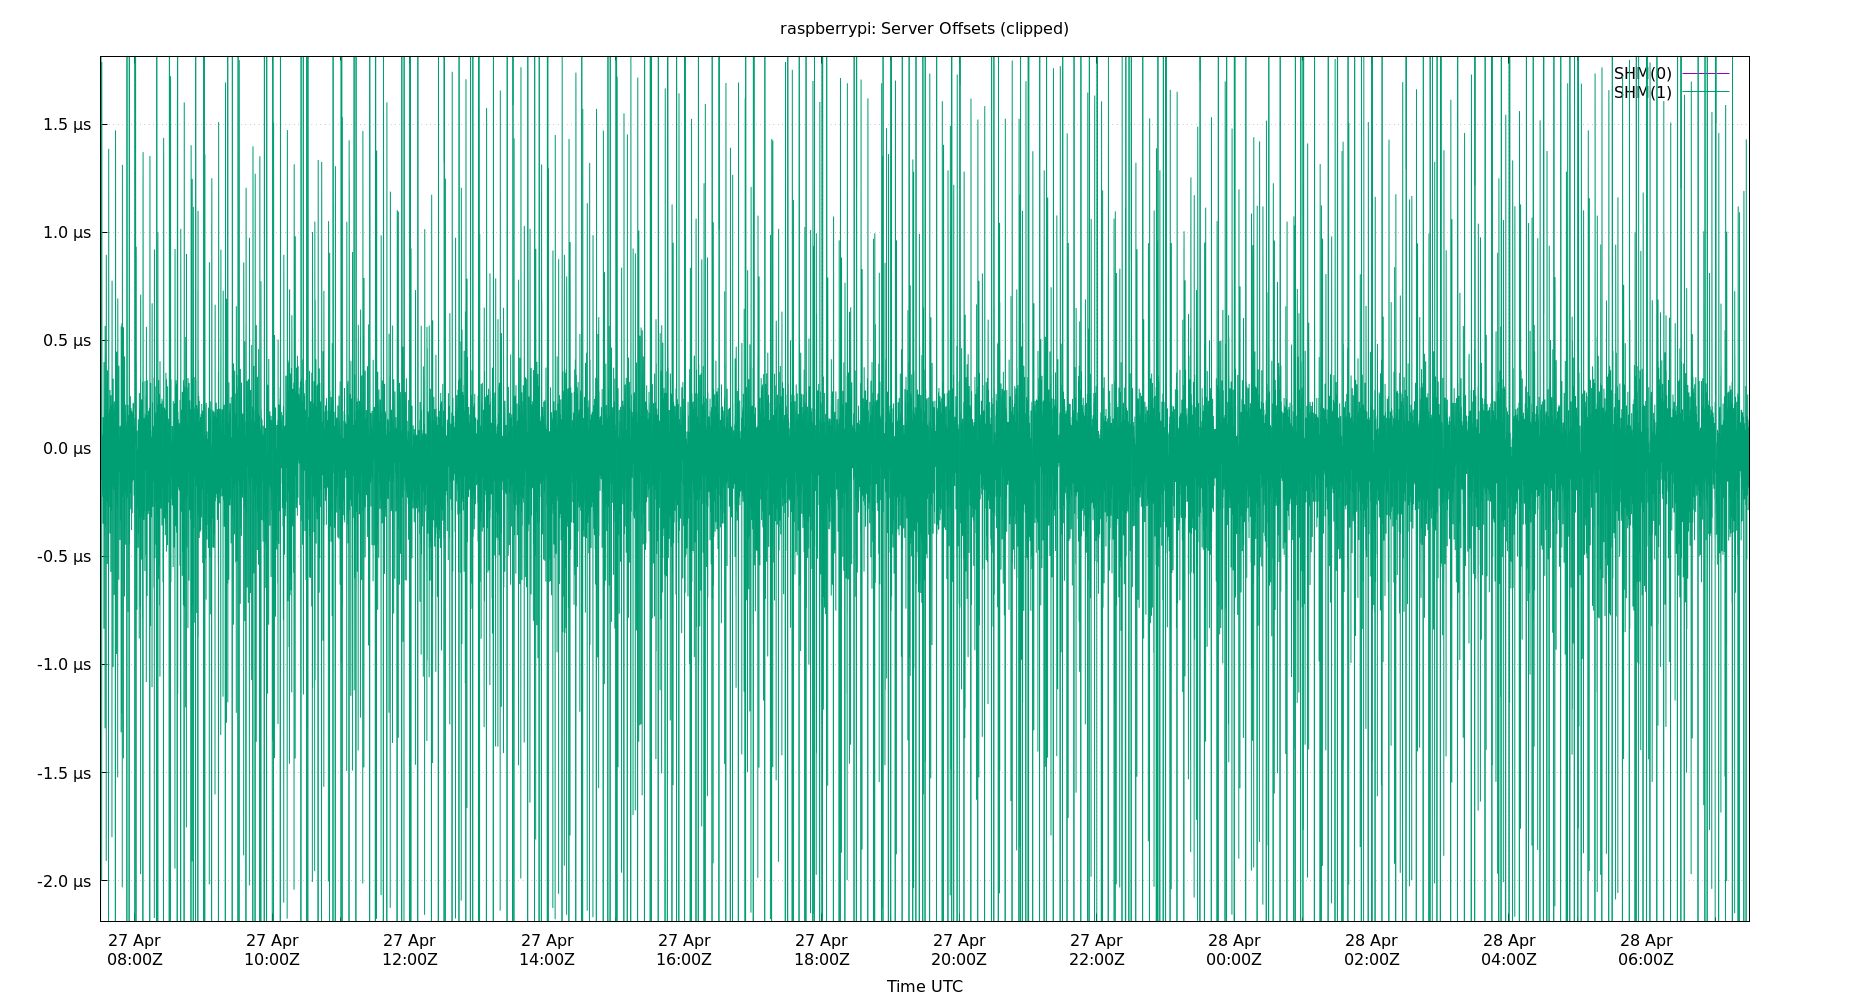 raspberrypi: Server Offsets (clipped)
SHM(0)
SHM(1)
1.5 µs
1.0 µs
0.5 µs
0.0 µs
-0.5 µs
-1.0 µs
-1.5 µs
-2.0 µs
27 Apr 27 Apr 27 Apr 27 Apr 27 Apr 27 Apr 27 Apr 27 Apr 28 Apr 28 Apr 28 Apr 28 Apr
08:00Z 10:00Z 12:00Z 14:00Z 16:00Z 18:00Z 20:00Z 22:00Z 00:00Z 02:00Z 04:00Z 06:00Z
Time UTC